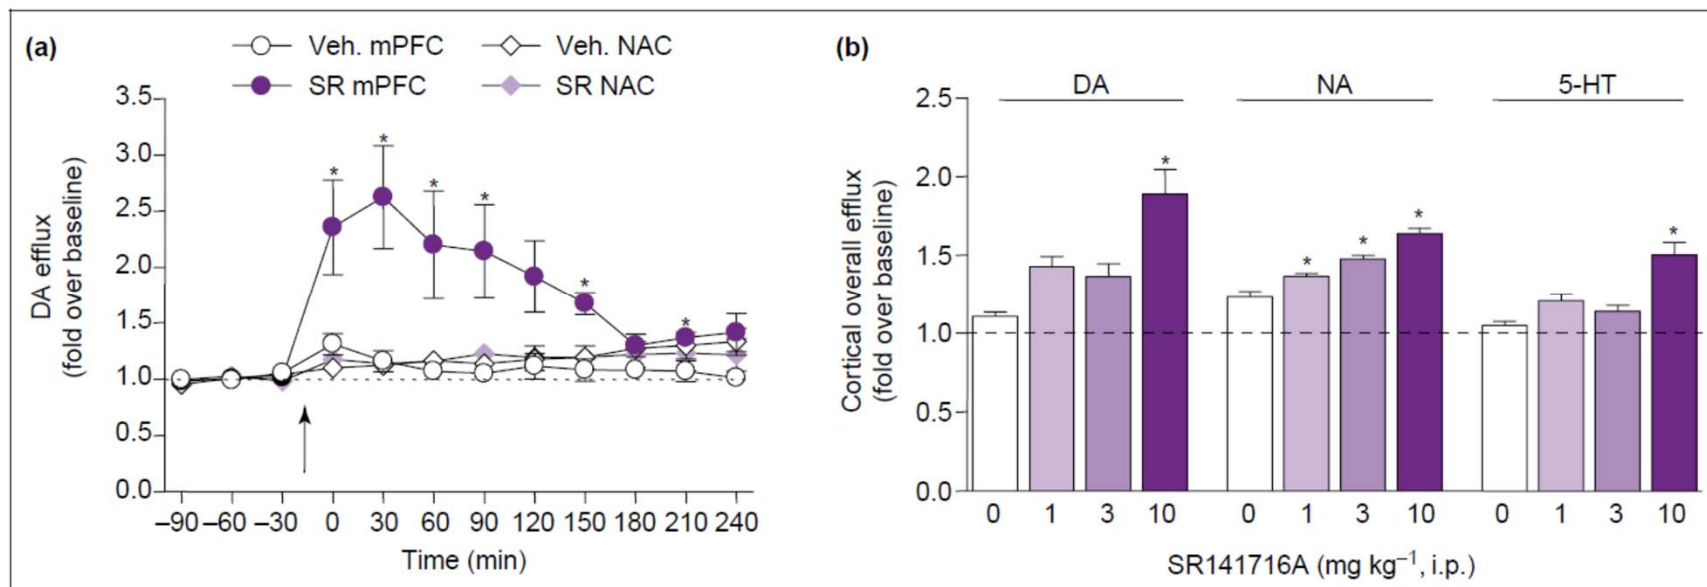 (a)
Veh. mPFC
Veh. NAC
SR mPFC
SR NAC
DA efflux
(fold over baseline)
3.5
3.0
2.5
2.0
1.5
1.0
0.5
0.0
*
*
*
*
*
*
–90 –60 –30 0 30 60 90 120 150 180 210 240
Time (min)
(b)
DA NA 5-HT
Cortical overall efflux
(fold over baseline)
2.5
2.0
1.5
1.0
0.5
0.0
*
*
*
*
*
0 1 3 10 0 1 3 10 0 1 3 10
SR141716A (mg kg⁻¹, i.p.)